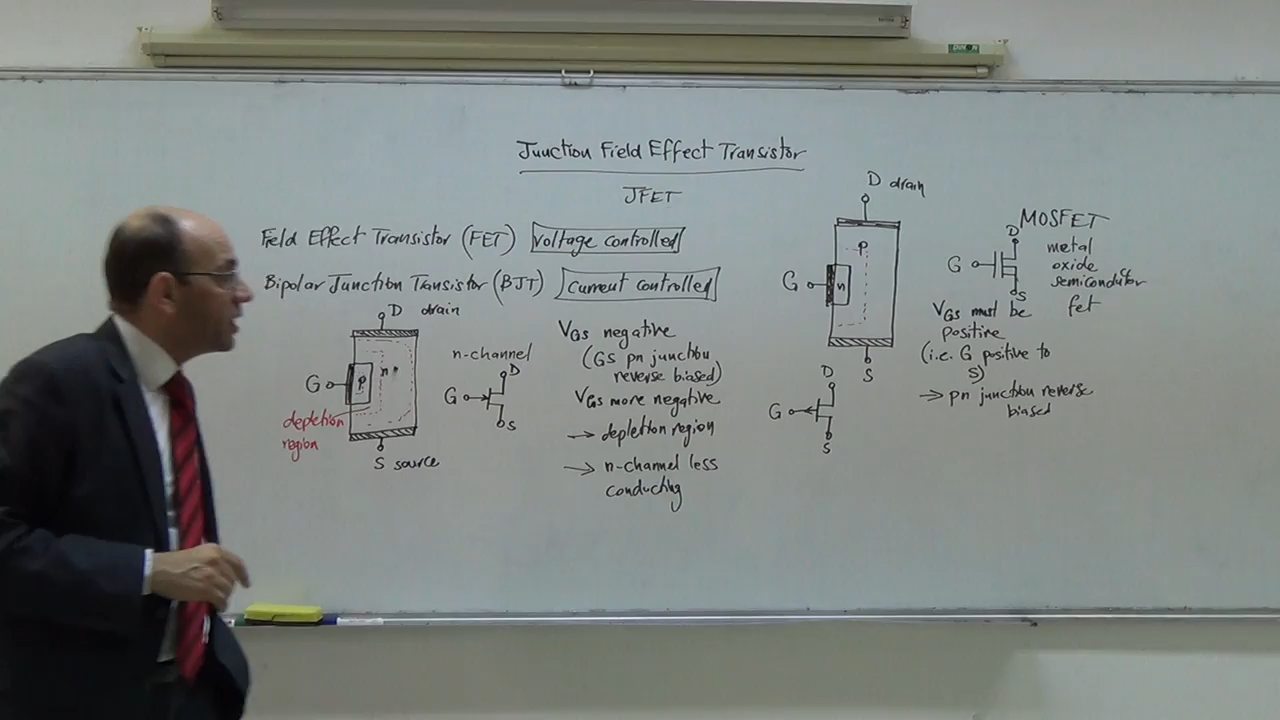 Junction Field Effect Transistor
JFET
Field Effect Transistor (FET) voltage controlled
Bipolar Junction Transistor (BJT) current controlled
D drain
G
p
n
depletion
region
S source
n-channel
D
G
S
VGS negative
(GS pn junction
reverse biased)
VGS more negative
→ depletion region
→ n-channel less
conducting
D drain
p
G
n
S
D
G
S
MOSFET
D
G
S
metal
oxide
semiconductor
fet
VGS must be
positive
(i.e. G positive to
S)
→ pn junction reverse
biased